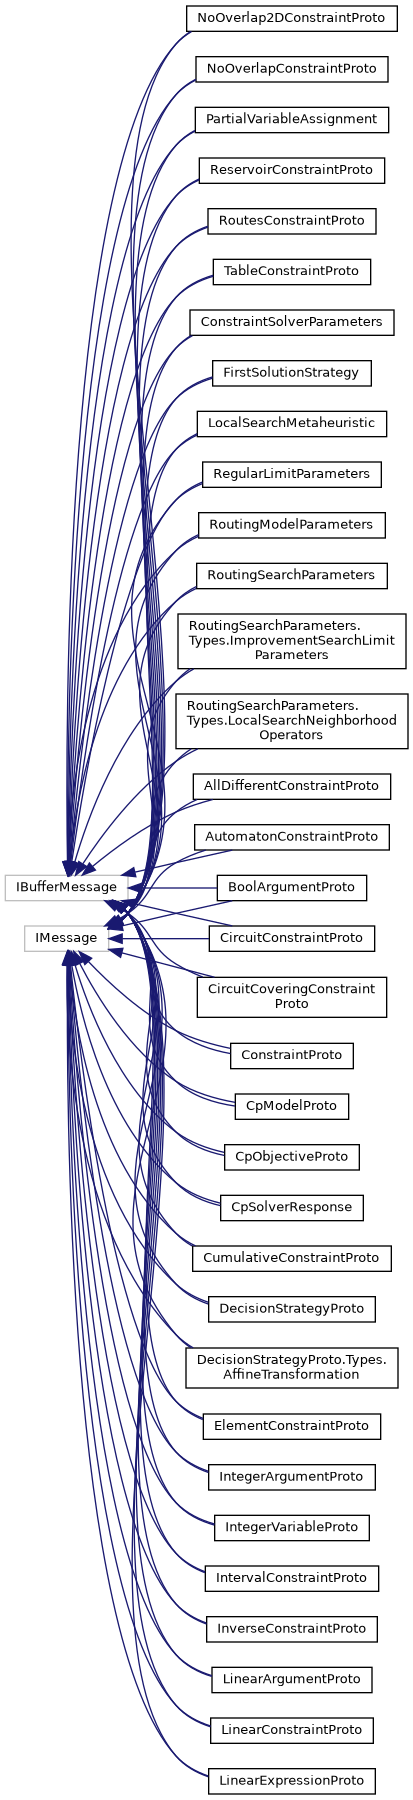 NoOverlap2DConstraintProto
NoOverlapConstraintProto
PartialVariableAssignment
ReservoirConstraintProto
RoutesConstraintProto
TableConstraintProto
ConstraintSolverParameters
FirstSolutionStrategy
LocalSearchMetaheuristic
RegularLimitParameters
RoutingModelParameters
RoutingSearchParameters
RoutingSearchParameters.
Types.ImprovementSearchLimit
Parameters
RoutingSearchParameters.
Types.LocalSearchNeighborhood
Operators
AllDifferentConstraintProto
AutomatonConstraintProto
IBufferMessage
BoolArgumentProto
IMessage
CircuitConstraintProto
CircuitCoveringConstraint
Proto
ConstraintProto
CpModelProto
CpObjectiveProto
CpSolverResponse
CumulativeConstraintProto
DecisionStrategyProto
DecisionStrategyProto.Types.
AffineTransformation
ElementConstraintProto
IntegerArgumentProto
IntegerVariableProto
IntervalConstraintProto
InverseConstraintProto
LinearArgumentProto
LinearConstraintProto
LinearExpressionProto